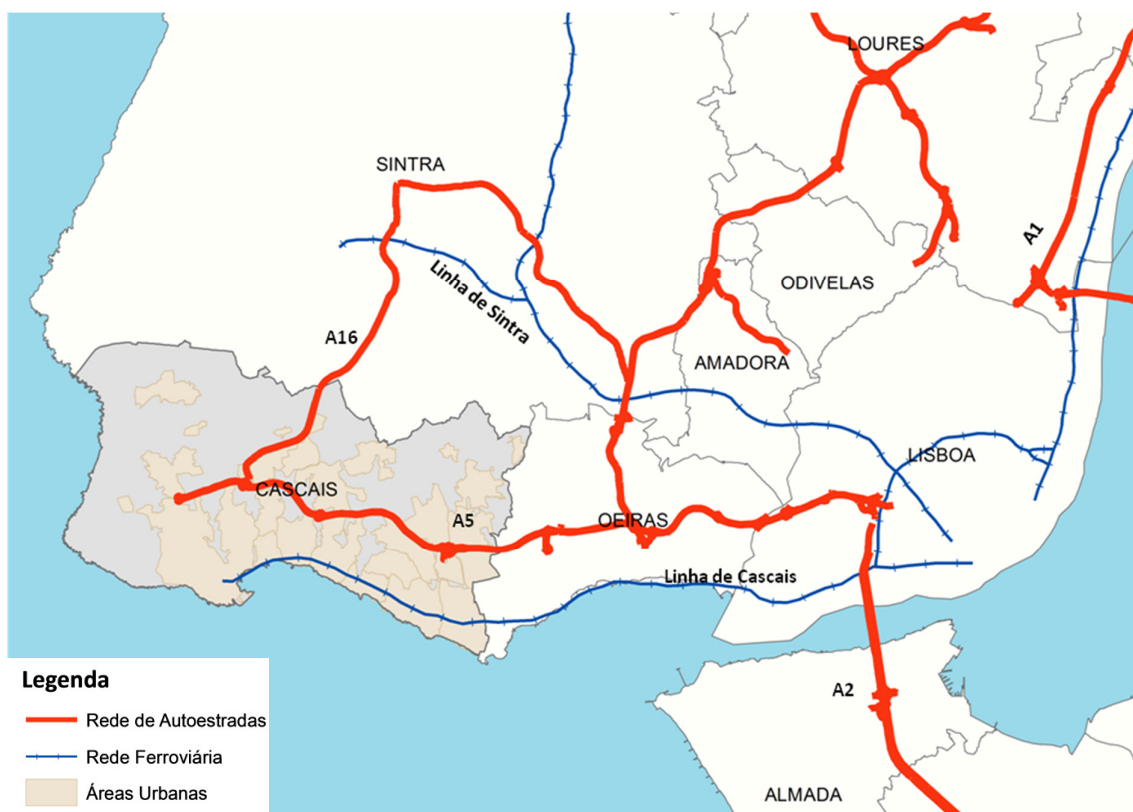 LOURES
SINTRA
A1
ODIVELAS
Linha de Sintra
A16
AMADORA
LISBOA
CASCAIS
A5
OEIRAS
Linha de Cascais
A2
ALMADA
Legenda
Rede de Autoestradas
Rede Ferroviária
Áreas Urbanas